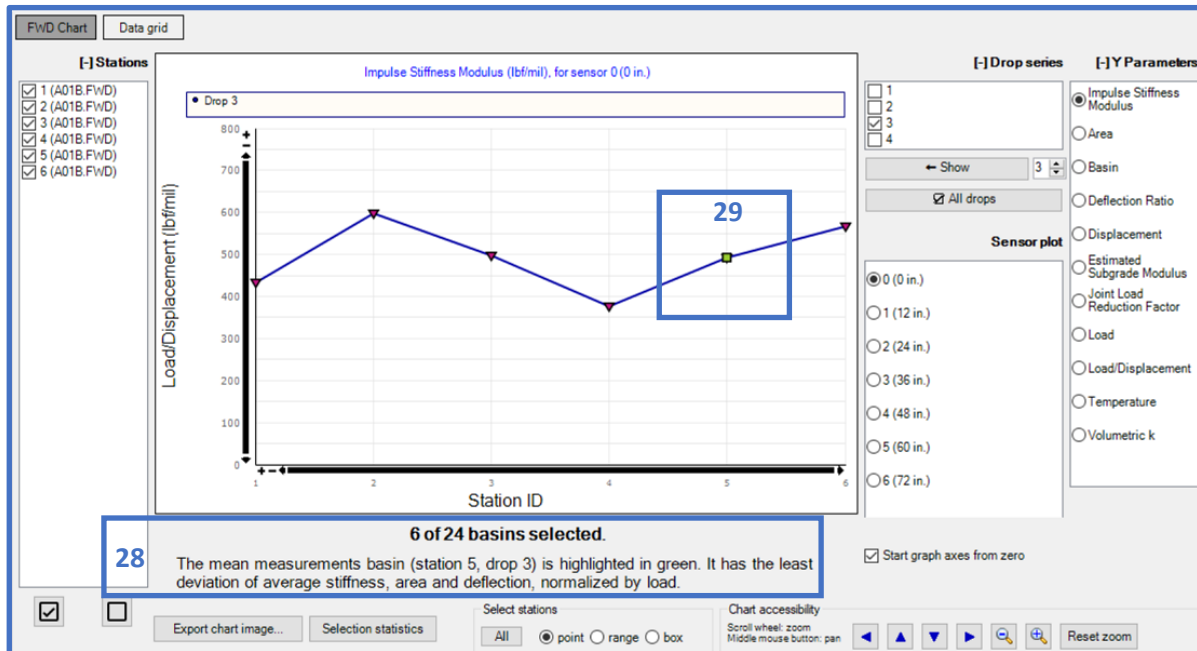 FWD Chart
Data grid
[-] Stations
1 (A01B.FWD)
2 (A01B.FWD)
3 (A01B.FWD)
4 (A01B.FWD)
5 (A01B.FWD)
6 (A01B.FWD)
Impulse Stiffness Modulus (lbf/mil), for sensor 0 (0 in.)
Drop 3
Load/Displacement (lbf/mil)
800
700
600
500
400
300
200
100
0
1 2 3 4 5 6
Station ID
29
[-] Drop series
1
2
3
4
← Show 3
All drops
Sensor plot
0 (0 in.)
1 (12 in.)
2 (24 in.)
3 (36 in.)
4 (48 in.)
5 (60 in.)
6 (72 in.)
Start graph axes from zero
[-] Y Parameters
Impulse Stiffness
Modulus
Area
Basin
Deflection Ratio
Displacement
Estimated
Subgrade Modulus
Joint Load
Reduction Factor
Load
Load/Displacement
Temperature
Volumetric k
28
6 of 24 basins selected.
The mean measurements basin (station 5, drop 3) is highlighted in green. It has the least
deviation of average stiffness, area and deflection, normalized by load.
Export chart image...
Selection statistics
Select stations
All
point
range
box
Chart accessibility
Scroll wheel: zoom
Middle mouse button: pan
Reset zoom